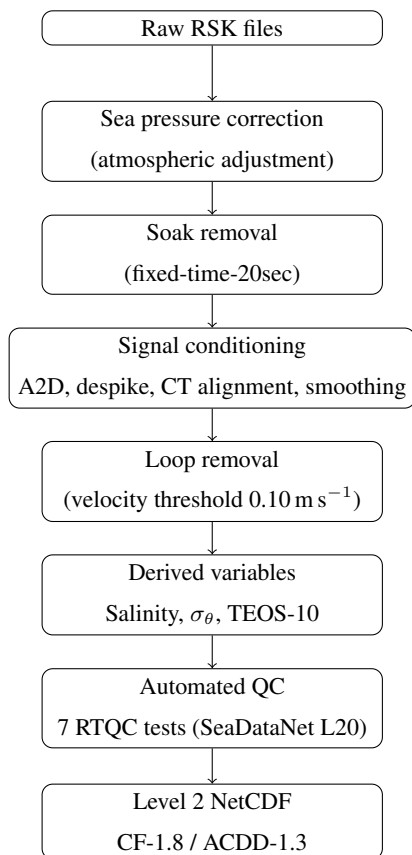 Raw RSK files
Sea pressure correction
(atmospheric adjustment)
Soak removal
(fixed-time-20sec)
Signal conditioning
A2D, despike, CT alignment, smoothing
Loop removal
(velocity threshold 0.10 m s⁻¹)
Derived variables
Salinity, σ_θ, TEOS-10
Automated QC
7 RTQC tests (SeaDataNet L20)
Level 2 NetCDF
CF-1.8 / ACDD-1.3